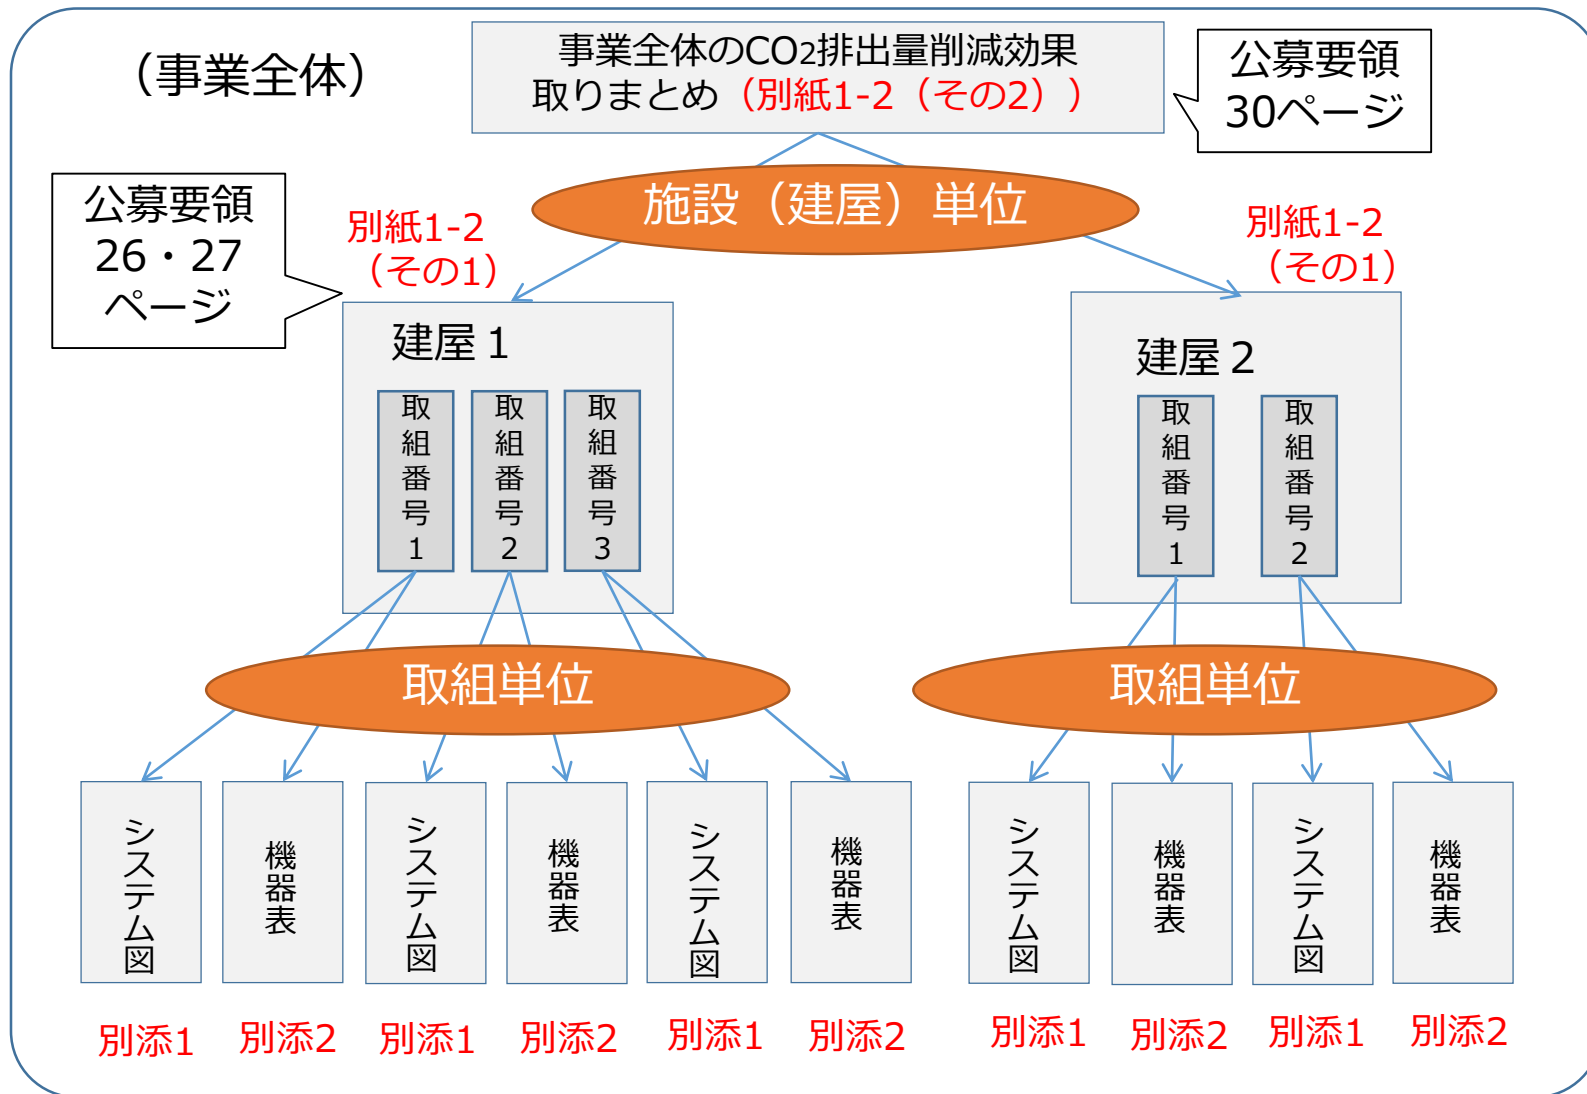 （事業全体）
事業全体のCO2排出量削減効果
取りまとめ（別紙1-2（その2））
公募要領
30ページ
施設（建屋）単位
公募要領
26・27
ページ
別紙1-2
（その1）
別紙1-2
（その1）
建屋１
取組番号1
取組番号2
取組番号3
建屋２
取組番号1
取組番号2
取組単位
取組単位
システム図
機器表
システム図
機器表
システム図
機器表
システム図
機器表
システム図
機器表
別添1
別添2
別添1
別添2
別添1
別添2
別添1
別添2
別添1
別添2